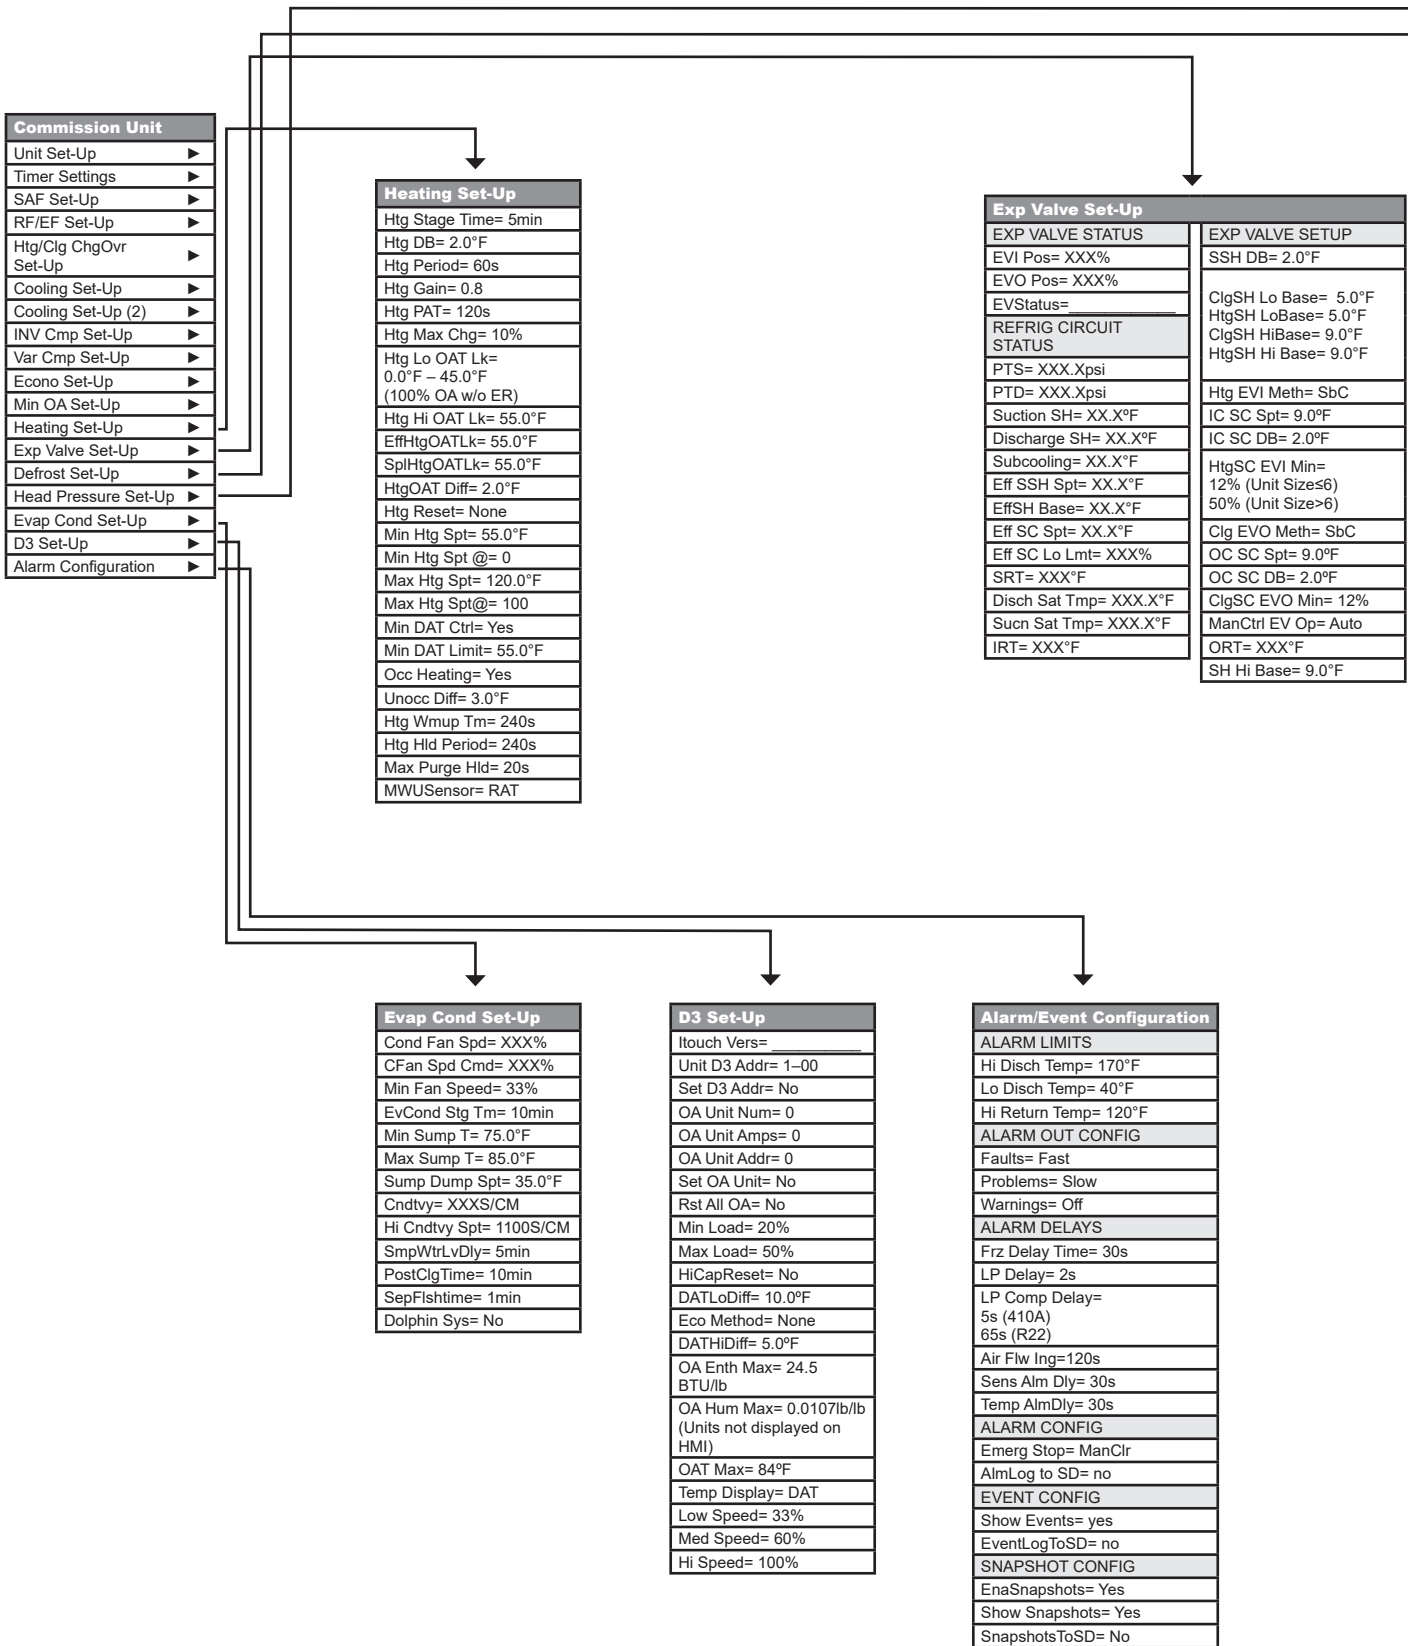 Commission Unit
Unit Set-Up ►
Timer Settings ►
SAF Set-Up ►
RF/EF Set-Up ►
Htg/Clg ChgOvr
Set-Up ►
Cooling Set-Up ►
Cooling Set-Up (2) ►
INV Cmp Set-Up ►
Var Cmp Set-Up ►
Econo Set-Up ►
Min OA Set-Up ►
Heating Set-Up ►
Exp Valve Set-Up ►
Defrost Set-Up ►
Head Pressure Set-Up ►
Evap Cond Set-Up ►
D3 Set-Up ►
Alarm Configuration ►
Heating Set-Up
Htg Stage Time= 5min
Htg DB= 2.0°F
Htg Period= 60s
Htg Gain= 0.8
Htg PAT= 120s
Htg Max Chg= 10%
Htg Lo OAT Lk=
0.0°F – 45.0°F
(100% OA w/o ER)
Htg Hi OAT Lk= 55.0°F
EffHtgOATLk= 55.0°F
SplHtgOATLk= 55.0°F
HtgOAT Diff= 2.0°F
Htg Reset= None
Min Htg Spt= 55.0°F
Min Htg Spt @= 0
Max Htg Spt= 120.0°F
Max Htg Spt@= 100
Min DAT Ctrl= Yes
Min DAT Limit= 55.0°F
Occ Heating= Yes
Unocc Diff= 3.0°F
Htg Wmup Tm= 240s
Htg Hld Period= 240s
Max Purge Hld= 20s
MWUSensor= RAT
Exp Valve Set-Up
EXP VALVE STATUS
EVI Pos= XXX%
EVO Pos= XXX%
EVStatus=____________
REFRIG CIRCUIT
STATUS
PTS= XXX.Xpsi
PTD= XXX.Xpsi
Suction SH= XX.XºF
Discharge SH= XX.XºF
Subcooling= XX.X°F
Eff SSH Spt= XX.X°F
EffSH Base= XX.X°F
Eff SC Spt= XX.X°F
Eff SC Lo Lmt= XXX%
SRT= XXX°F
Disch Sat Tmp= XXX.X°F
Sucn Sat Tmp= XXX.X°F
IRT= XXX°F
EXP VALVE SETUP
SSH DB= 2.0°F
ClgSH Lo Base=  5.0°F
HtgSH LoBase= 5.0°F
ClgSH HiBase= 9.0°F
HtgSH Hi Base= 9.0°F
Htg EVI Meth= SbC
IC SC Spt= 9.0ºF
IC SC DB= 2.0ºF
HtgSC EVI Min=
12% (Unit Size≤6)
50% (Unit Size>6)
Clg EVO Meth= SbC
OC SC Spt= 9.0ºF
OC SC DB= 2.0ºF
ClgSC EVO Min= 12%
ManCtrl EV Op= Auto
ORT= XXX°F
SH Hi Base= 9.0°F
Evap Cond Set-Up
Cond Fan Spd= XXX%
CFan Spd Cmd= XXX%
Min Fan Speed= 33%
EvCond Stg Tm= 10min
Min Sump T= 75.0°F
Max Sump T= 85.0°F
Sump Dump Spt= 35.0°F
Cndtvy= XXXS/CM
Hi Cndtvy Spt= 1100S/CM
SmpWtrLvDly= 5min
PostClgTime= 10min
SepFlshtime= 1min
Dolphin Sys= No
D3 Set-Up
Itouch Vers= __________
Unit D3 Addr= 1–00
Set D3 Addr= No
OA Unit Num= 0
OA Unit Amps= 0
OA Unit Addr= 0
Set OA Unit= No
Rst All OA= No
Min Load= 20%
Max Load= 50%
HiCapReset= No
DATLoDiff= 10.0ºF
Eco Method= None
DATHiDiff= 5.0ºF
OA Enth Max= 24.5
BTU/lb
OA Hum Max= 0.0107lb/lb
(Units not displayed on
HMI)
OAT Max= 84ºF
Temp Display= DAT
Low Speed= 33%
Med Speed= 60%
Hi Speed= 100%
Alarm/Event Configuration
ALARM LIMITS
Hi Disch Temp= 170°F
Lo Disch Temp= 40°F
Hi Return Temp= 120°F
ALARM OUT CONFIG
Faults= Fast
Problems= Slow
Warnings= Off
ALARM DELAYS
Frz Delay Time= 30s
LP Delay= 2s
LP Comp Delay=
5s (410A)
65s (R22)
Air Flw Ing=120s
Sens Alm Dly= 30s
Temp AlmDly= 30s
ALARM CONFIG
Emerg Stop= ManClr
AlmLog to SD= no
EVENT CONFIG
Show Events= yes
EventLogToSD= no
SNAPSHOT CONFIG
EnaSnapshots= Yes
Show Snapshots= Yes
SnapshotsToSD= No